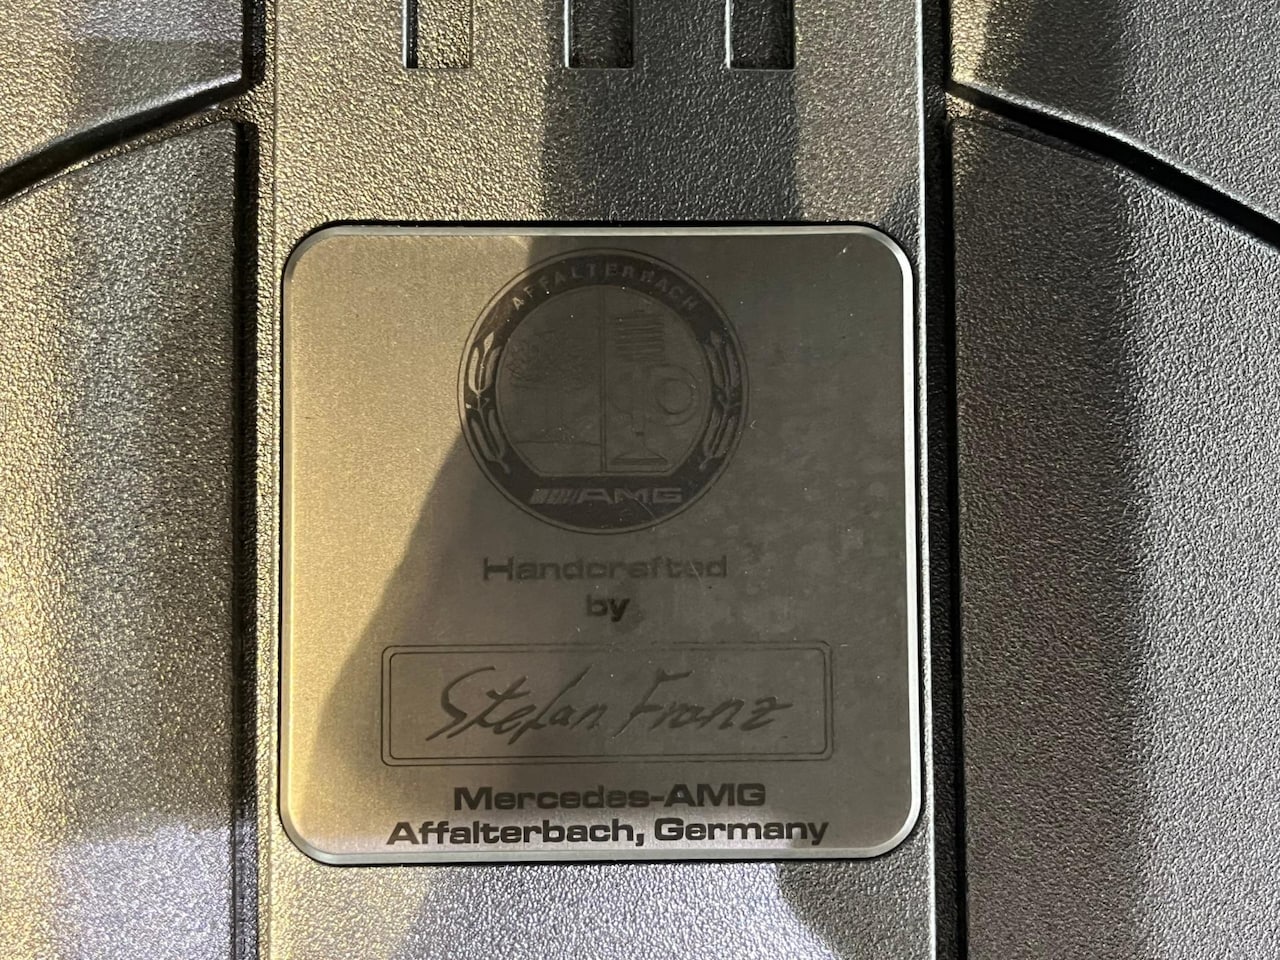 AFFALTERBACH
AMG
Handcrafted
by
Stefan Franz
Mercedes-AMG
Affalterbach, Germany